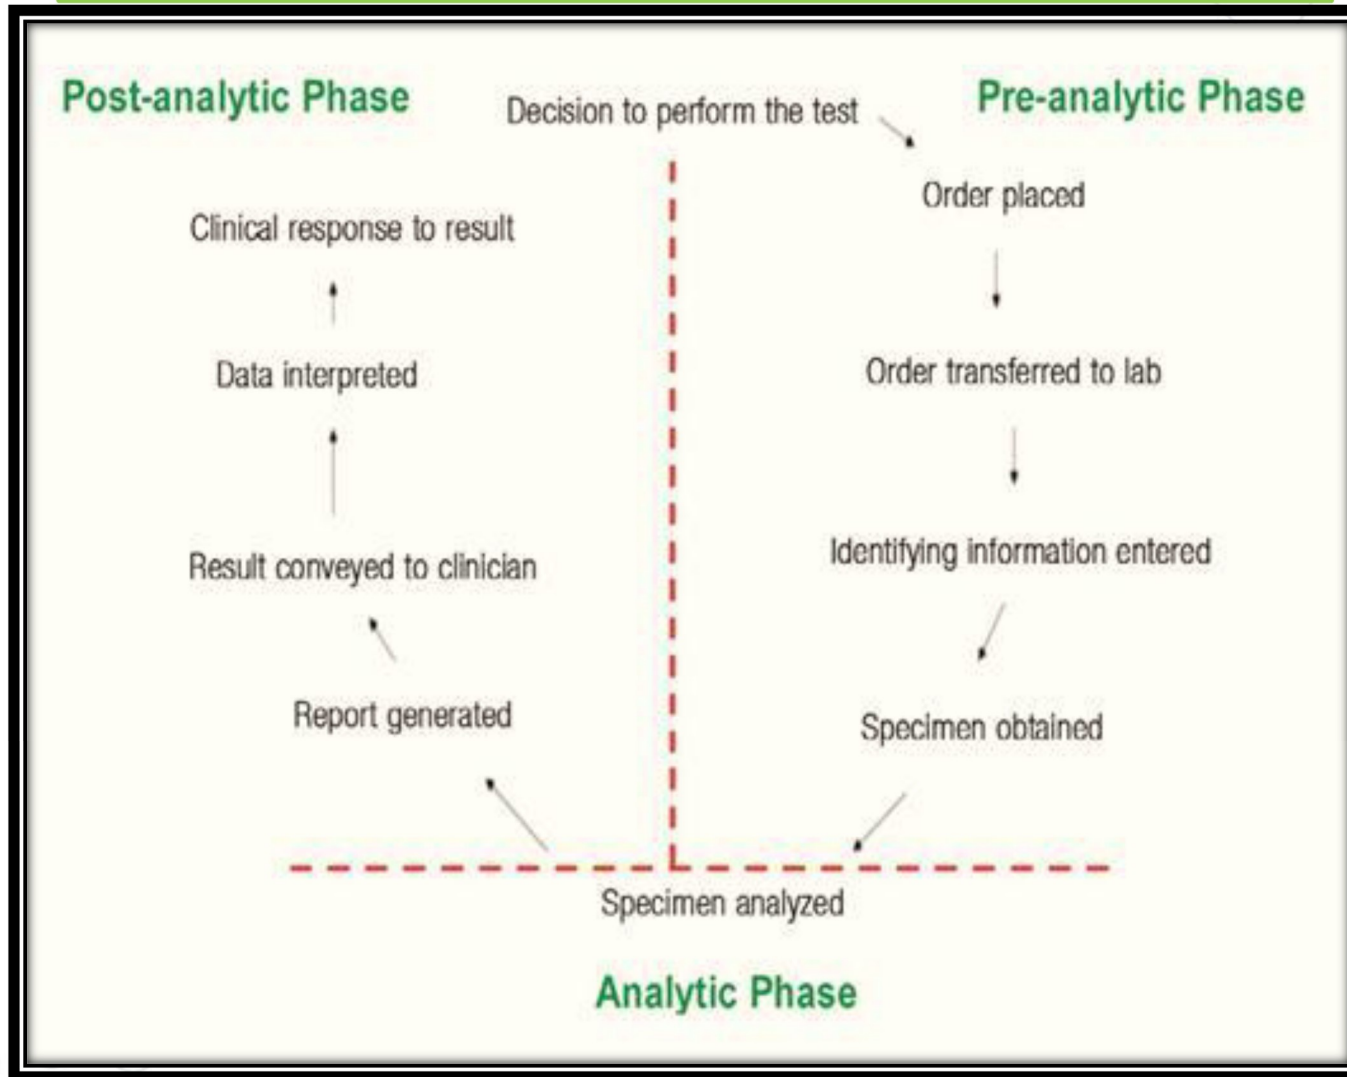 Post-analytic Phase
Decision to perform the test
Pre-analytic Phase
Order placed
Order transferred to lab
Identifying information entered
Specimen obtained
Specimen analyzed
Analytic Phase
Report generated
Result conveyed to clinician
Data interpreted
Clinical response to result